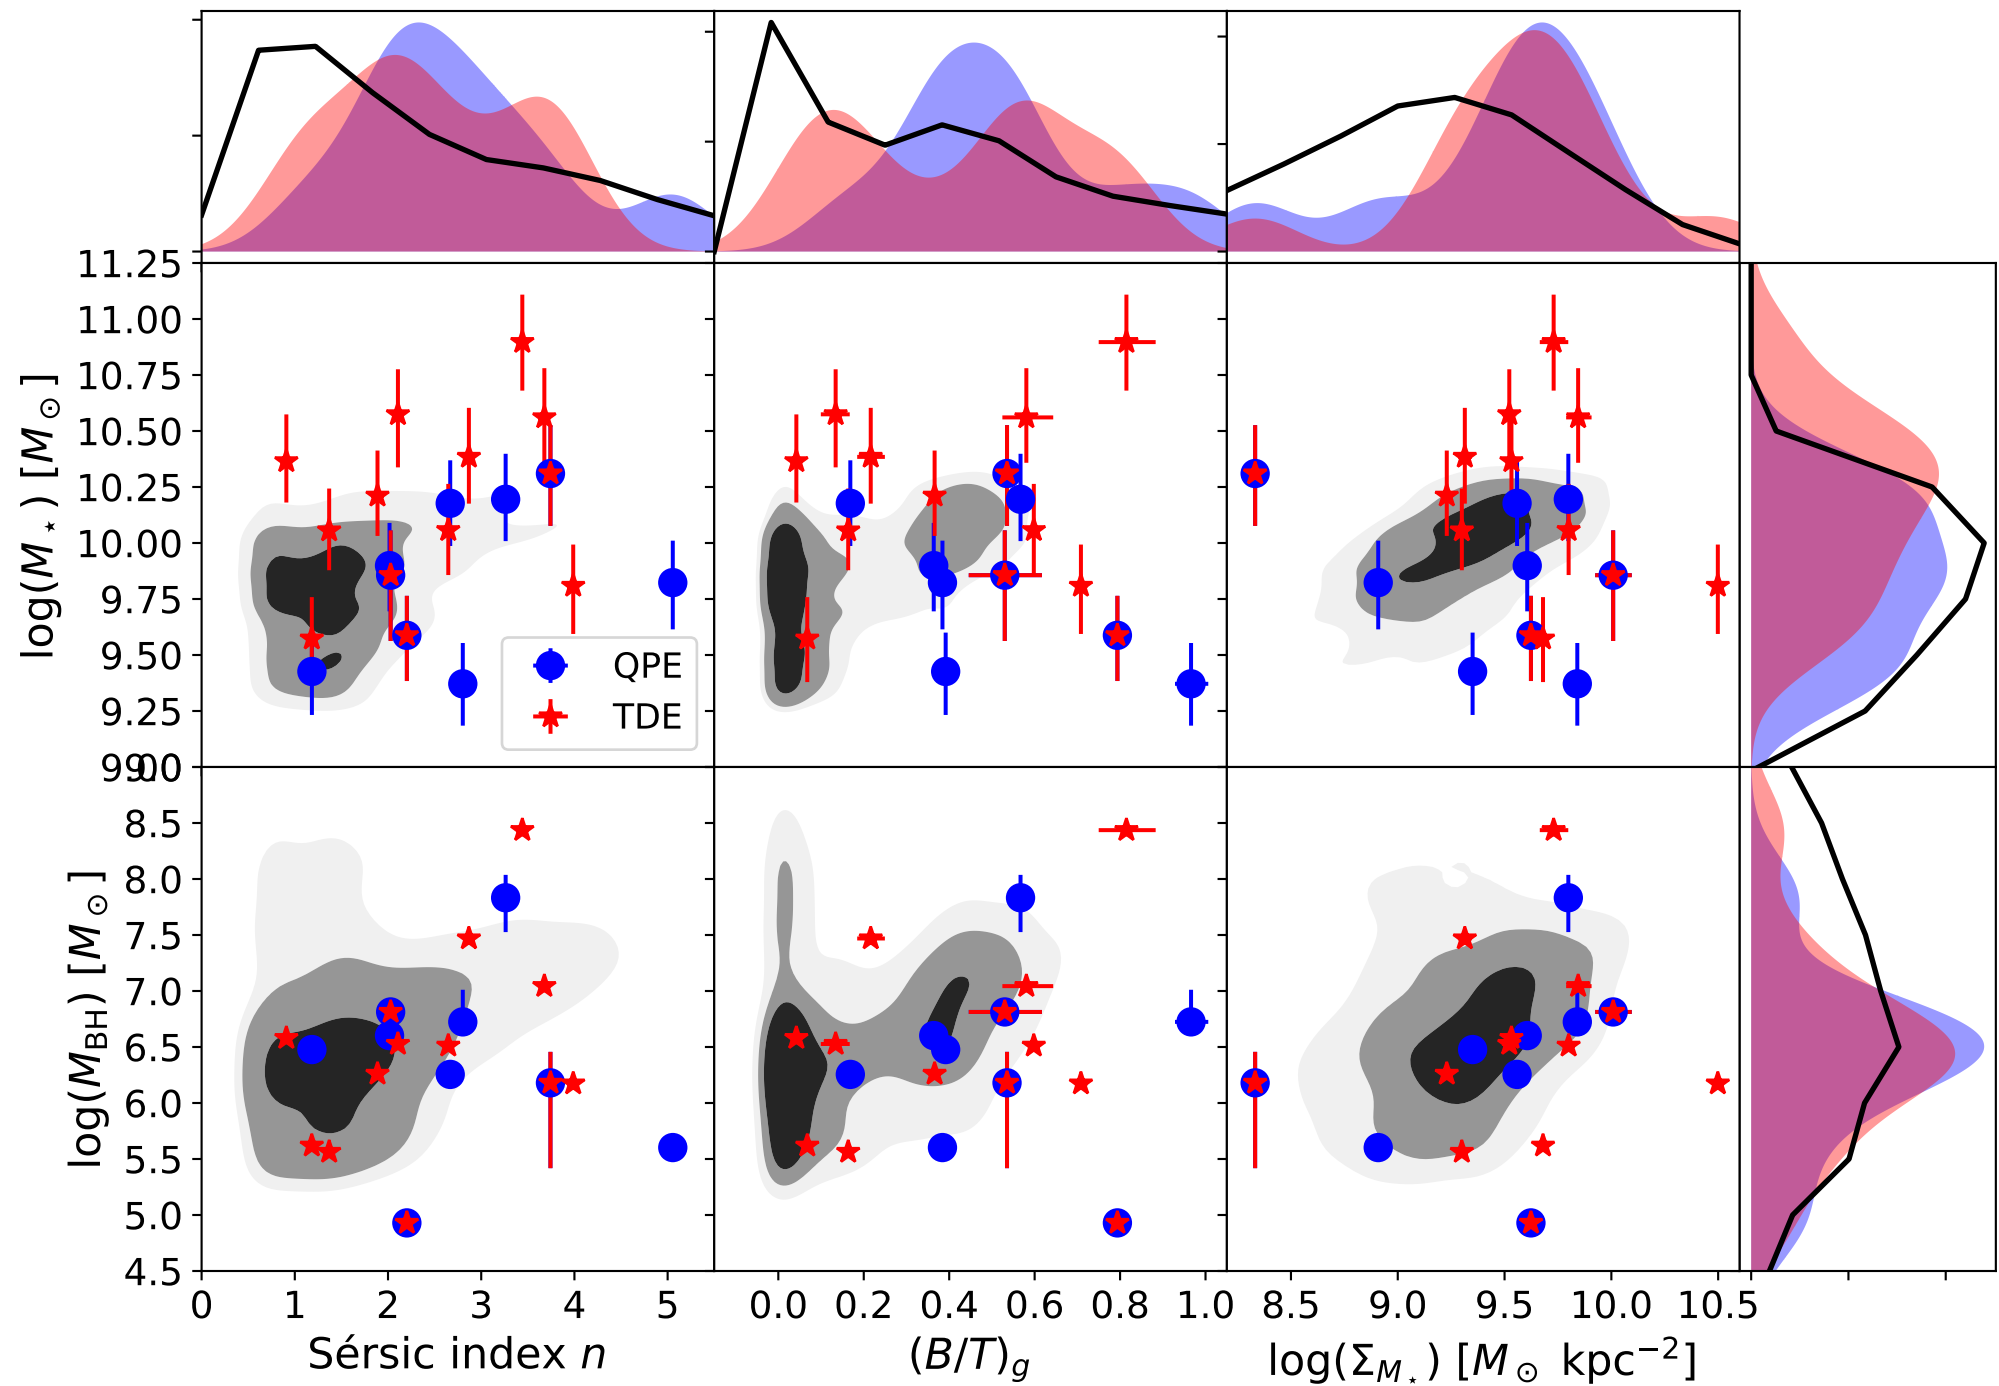 11.25
11.00
10.75
10.50
10.25
10.00
9.75
9.50
9.25
9.00
log(M⋆) [M⊙]
QPE
TDE
9.0
8.5
8.0
7.5
7.0
6.5
6.0
5.5
5.0
4.5
log(M_BH) [M⊙]
0 1 2 3 4 5
0.0 0.2 0.4 0.6 0.8 1.0
8.5 9.0 9.5 10.0 10.5
Sérsic index n
(B/T)_g
log(Σ_M⋆) [M⊙ kpc⁻²]